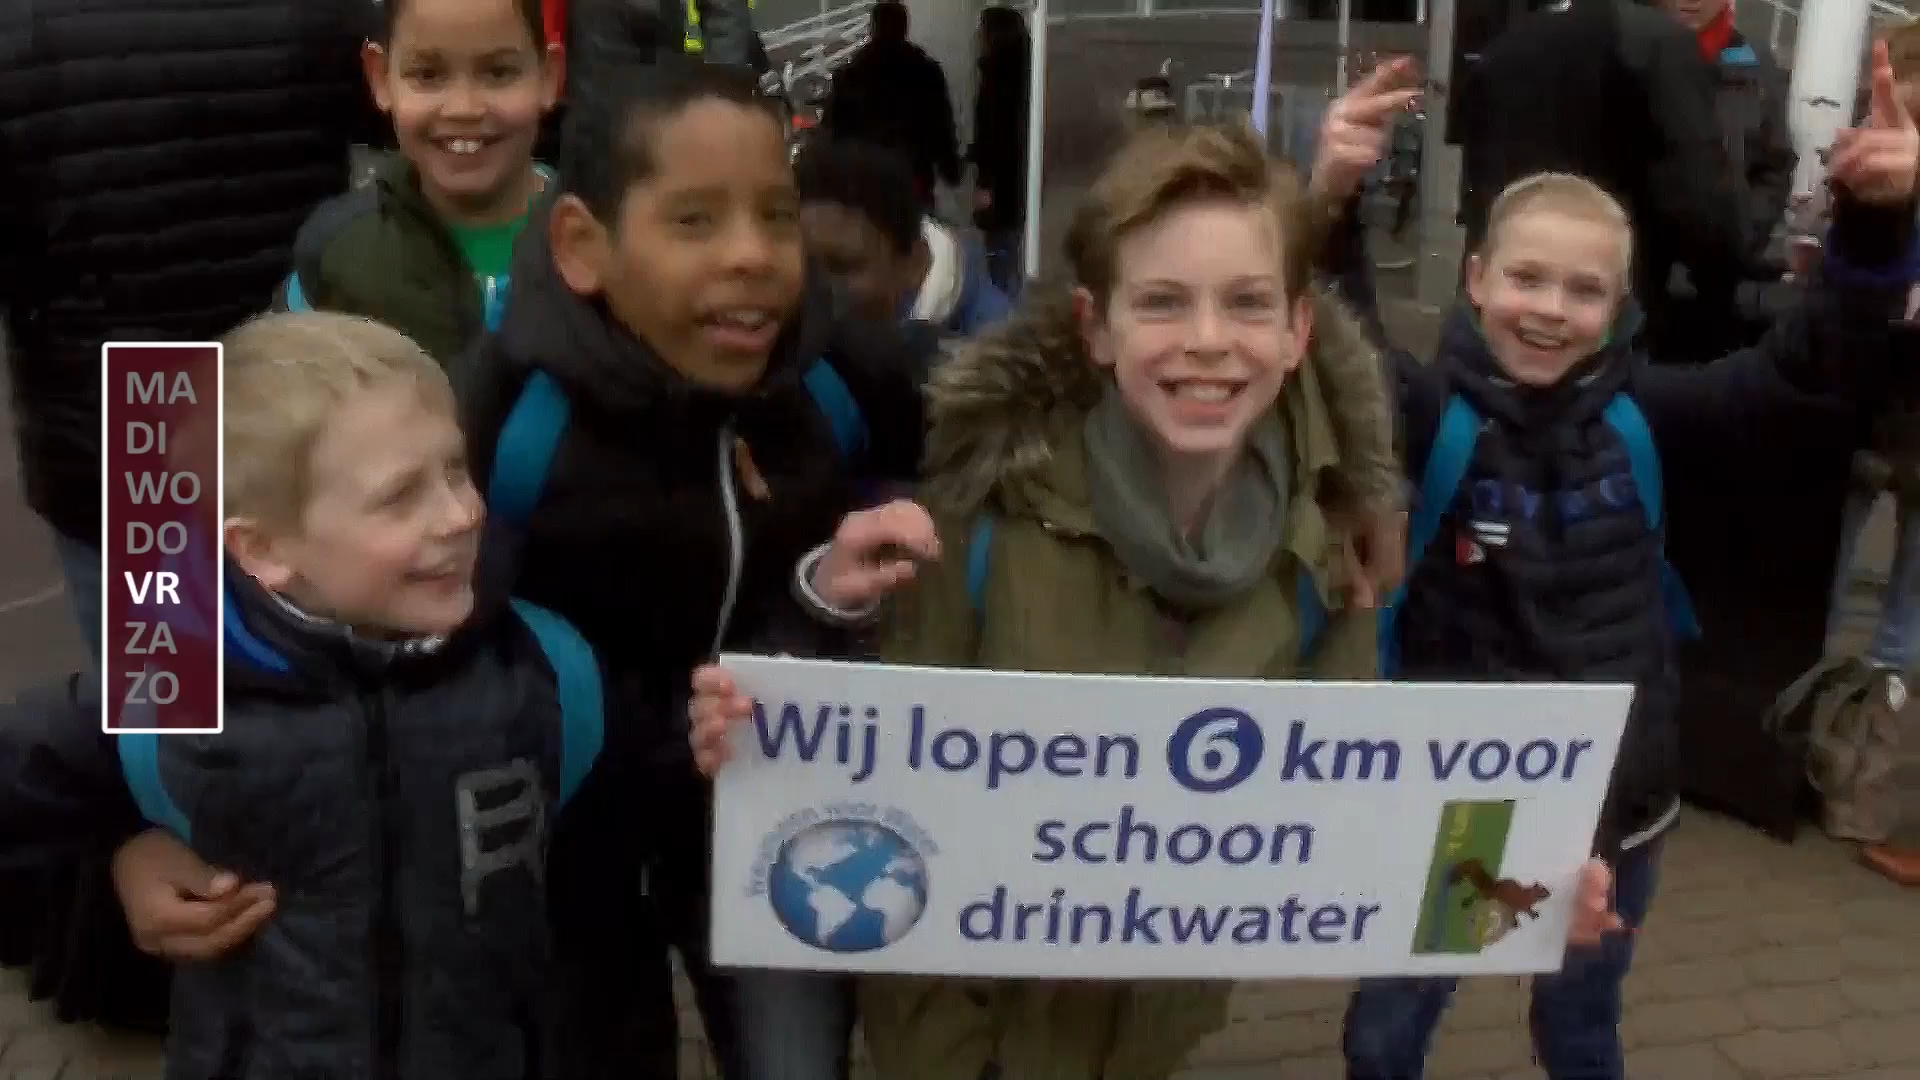 MA
DI
WO
DO
VR
ZA
ZO
Wij lopen 6 km voor
schoon
drinkwater